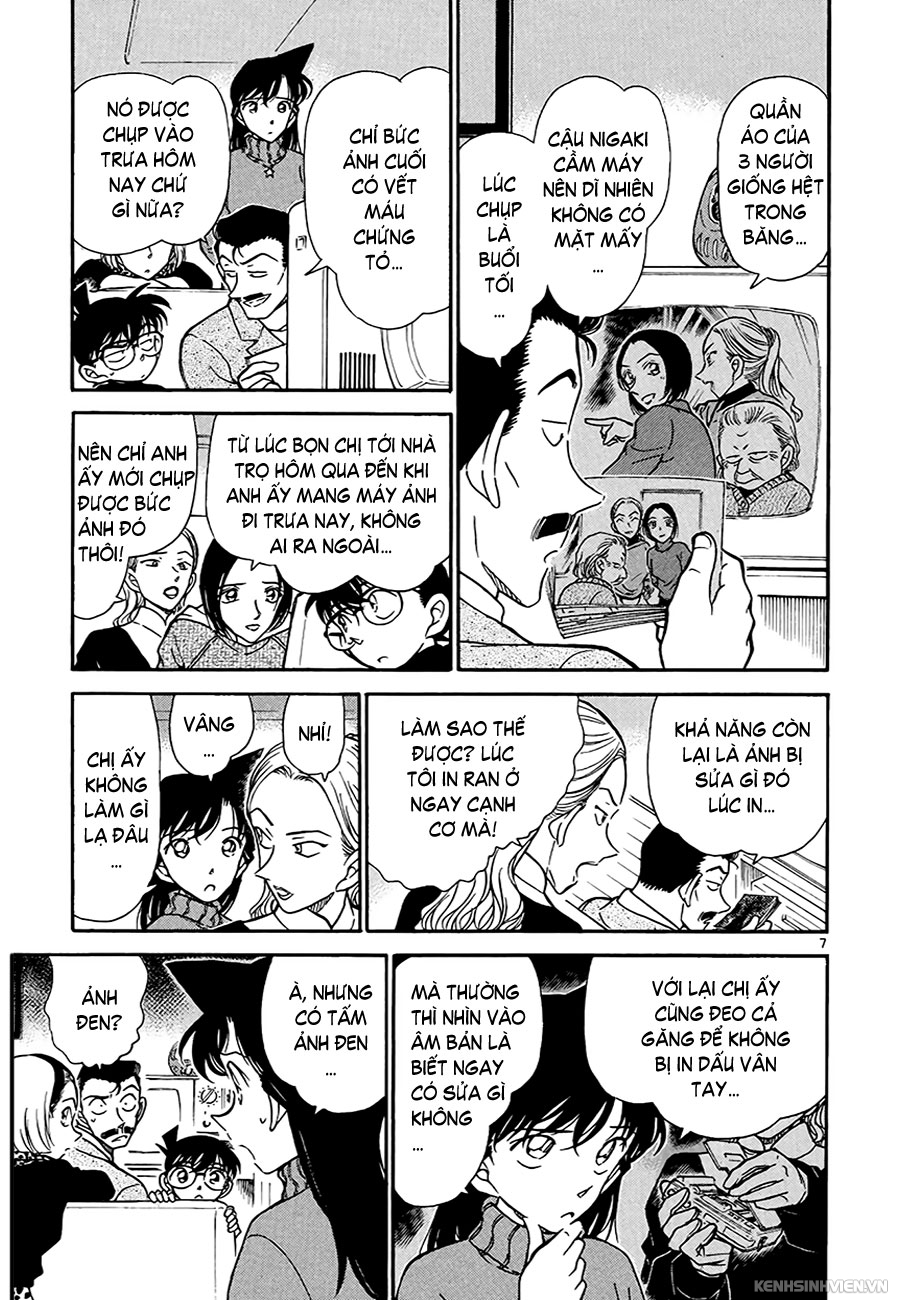 QUẦN
ÁO CỦA
3 NGƯỜI
GIỐNG HỆT
TRONG
BĂNG...
CẬU NIGAKI
CẦM MÁY
NÊN DĨ NHIÊN
KHÔNG CÓ
MẶT MẤY
...
LÚC
CHỤP
LÀ
BUỔI
TỐI
...
CHỈ BỨC
ẢNH CUỐI
CÓ VẾT
MÁU
CHỨNG
TỎ...
NÓ ĐƯỢC
CHỤP VÀO
TRƯA HÔM
NAY CHỨ
GÌ NỮA?
TỪ LÚC BỌN CHỊ TỚI NHÀ
TRỌ HÔM QUA ĐẾN KHI
ANH ẤY MANG MÁY ẢNH
ĐI TRƯA NAY, KHÔNG
AI RA NGOÀI...
NÊN CHỈ ANH
ẤY MỚI CHỤP
ĐƯỢC BỨC
ẢNH ĐÓ
THÔI!
KHẢ NĂNG CÒN
LẠI LÀ ẢNH BỊ
SỬA GÌ ĐÓ
LÚC IN...
LÀM SAO THẾ
ĐƯỢC? LÚC
TÔI IN RAN Ở
NGAY CẠNH
CƠ MÀ!
NHỈ!
VÂNG
...
CHỊ ẤY
KHÔNG
LÀM GÌ
LẠ ĐÂU
...
7
VỚI LẠI CHỊ ẤY
CŨNG ĐEO CẢ
GĂNG ĐỂ KHÔNG
BỊ IN DẤU VÂN
TAY...
MÀ THƯỜNG
THÌ NHÌN VÀO
ÂM BẢN LÀ
BIẾT NGAY
CÓ SỬA GÌ
KHÔNG
...
À, NHƯNG
CÓ TẤM
ẢNH ĐEN
...
ẢNH
ĐEN?
KENHSINHVIEN.VN